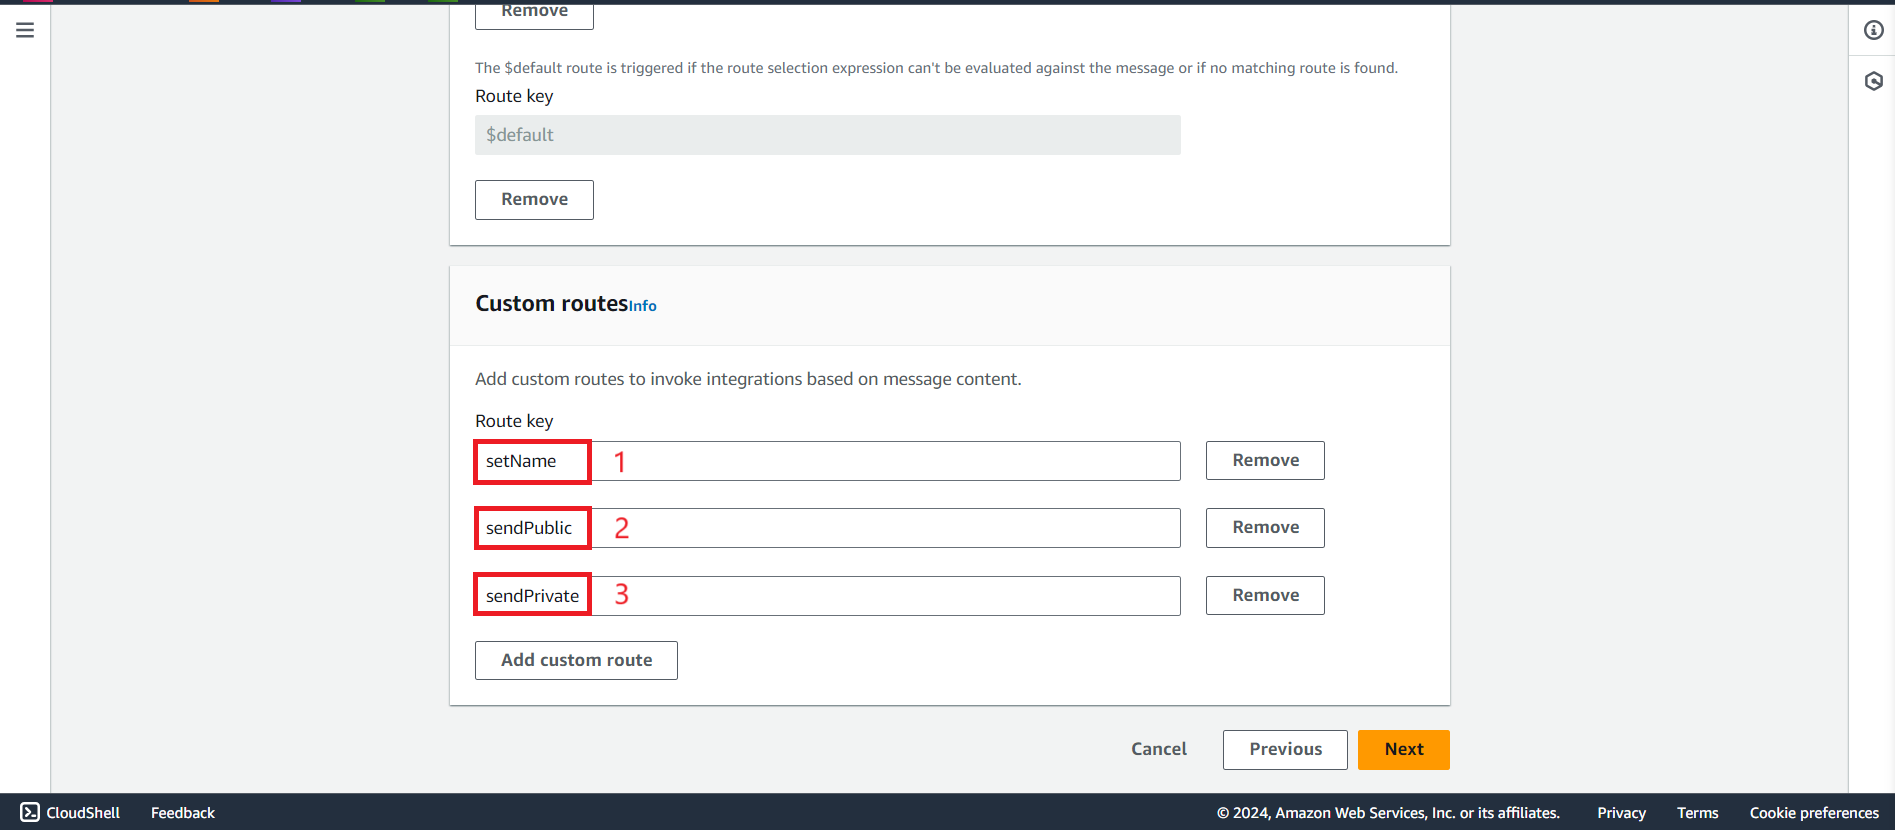 Remove
The $default route is triggered if the route selection expression can't be evaluated against the message or if no matching route is found.
Route key
$default
Remove
Custom routes Info
Add custom routes to invoke integrations based on message content.
Route key
setName 1 Remove
sendPublic 2 Remove
sendPrivate 3 Remove
Add custom route
Cancel Previous Next
CloudShell Feedback © 2024, Amazon Web Services, Inc. or its affiliates. Privacy Terms Cookie preferences